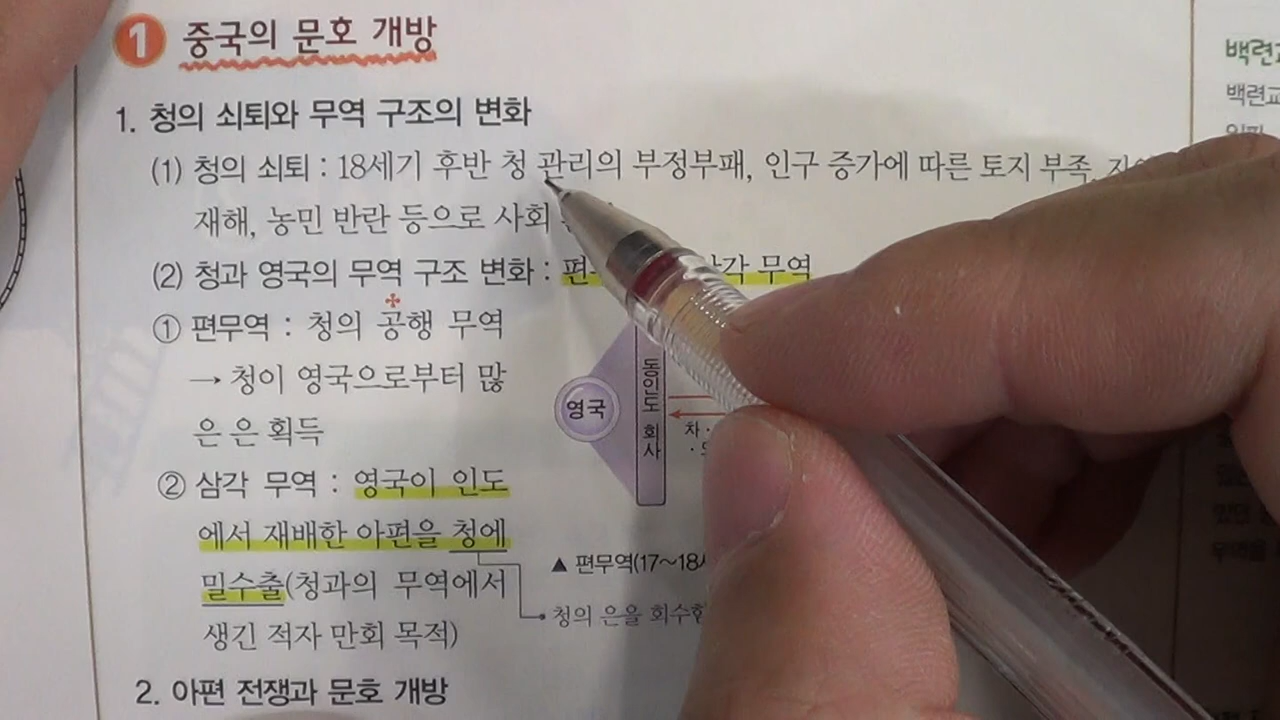 1 중국의 문호 개방
1. 청의 쇠퇴와 무역 구조의 변화
(1) 청의 쇠퇴 : 18세기 후반 청 관리의 부정부패, 인구 증가에 따른 토지 부족,
재해, 농민 반란 등으로 사회
(2) 청과 영국의 무역 구조 변화 : 무역
① 편무역 : 청의 공행 무역
→ 청이 영국으로부터 많
은 은 획득
② 삼각 무역 : 영국이 인도
에서 재배한 아편을 청에
밀수출(청과의 무역에서
생긴 적자 만회 목적)
영국
동인도 회사
차·
▲ 편무역(17~18
청의 은을
2. 아편 전쟁과 문호 개방
백련교